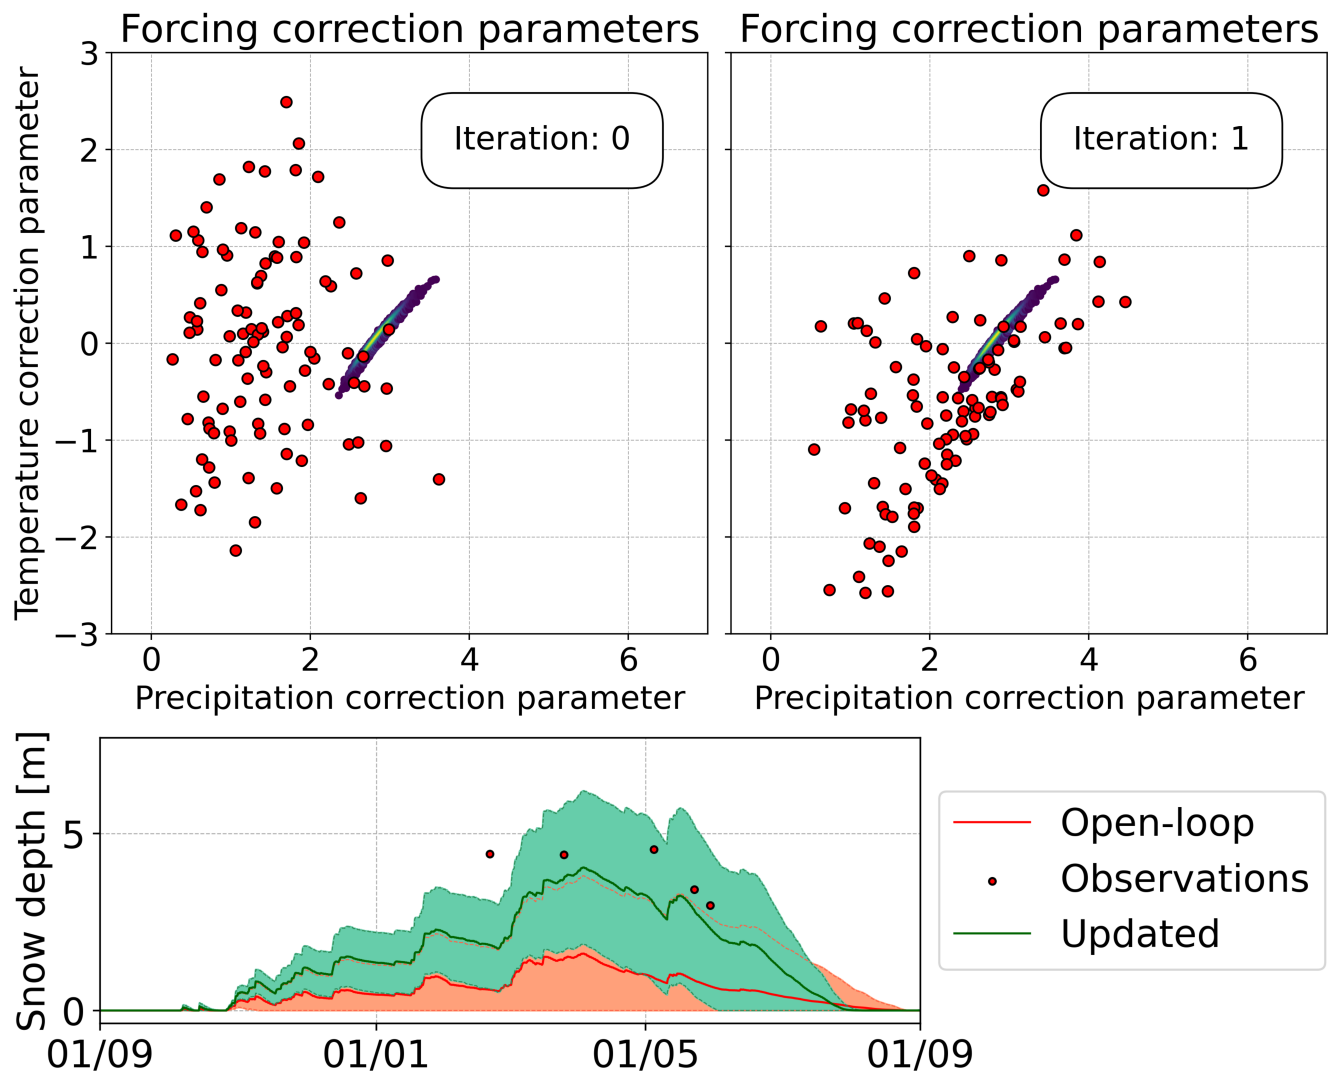 Forcing correction parameters
Forcing correction parameters
3
2
1
0
−1
−2
−3
Temperature correction parameter
Iteration: 0
Iteration: 1
0 2 4 6
0 2 4 6
Precipitation correction parameter
Precipitation correction parameter
Snow depth [m]
5
0
01/09 01/01 01/05 01/09
Open-loop
Observations
Updated